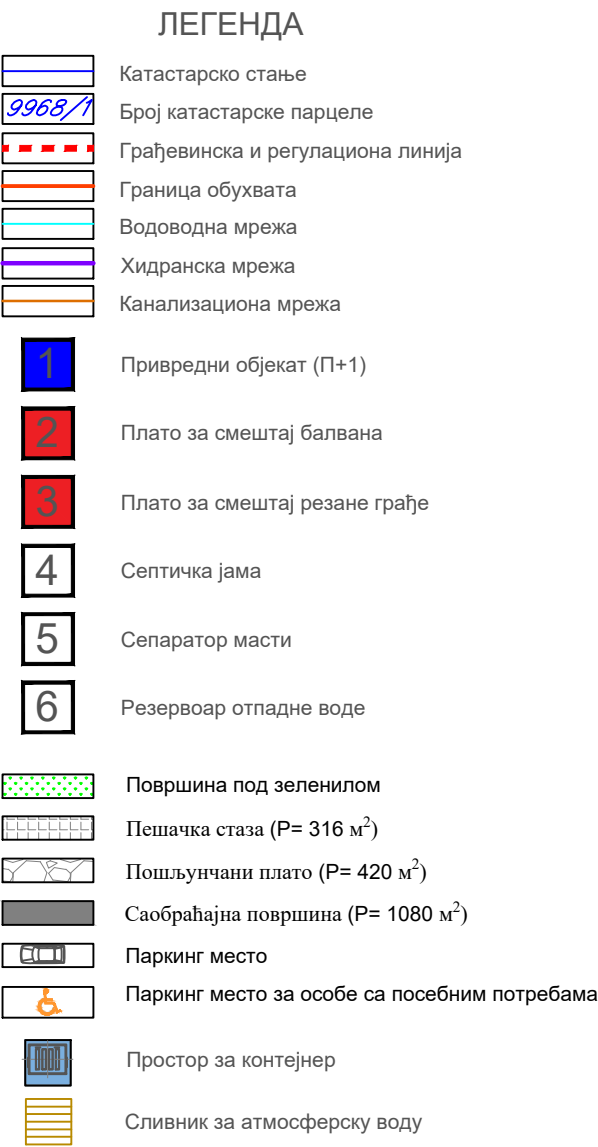 ЛЕГЕНДА
Катастарско стање
9968/1 Број катастарске парцеле
Грађевинска и регулациона линија
Граница обухвата
Водоводна мрежа
Хидранска мрежа
Канализациона мрежа
1 Привредни објекат (П+1)
2 Плато за смештај балвана
3 Плато за смештај резане грађе
4 Септичка јама
5 Сепаратор масти
6 Резервоар отпадне воде
Површина под зеленилом
Пешачка стаза (P= 316 м²)
Пошљунчани плато (P= 420 м²)
Саобраћајна површина (P= 1080 м²)
Паркинг место
Паркинг место за особе са посебним потребама
Простор за контејнер
Сливник за атмосферску воду